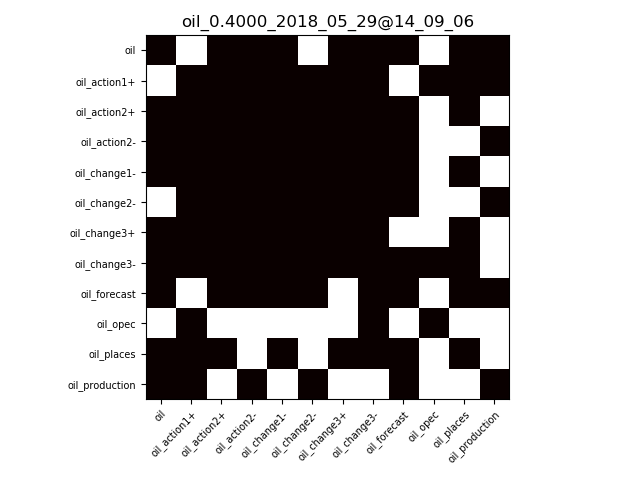 oil_0.4000_2018_05_29@14_09_06
oil
oil_action1+
oil_action2+
oil_action2-
oil_change1-
oil_change2-
oil_change3+
oil_change3-
oil_forecast
oil_opec
oil_places
oil_production
oil
oil_action1+
oil_action2+
oil_action2-
oil_change1-
oil_change2-
oil_change3+
oil_change3-
oil_forecast
oil_opec
oil_places
oil_production